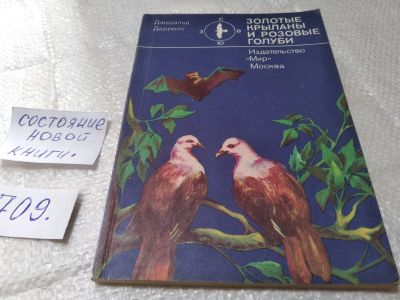 Джеральд
Даррелл
С
З В
Ю
ЗОЛОТЫЕ
КРЫЛАНЫ
И РОЗОВЫЕ
ГОЛУБИ
Издательство
«Мир»
Москва
состояние
новой
книги.
709.